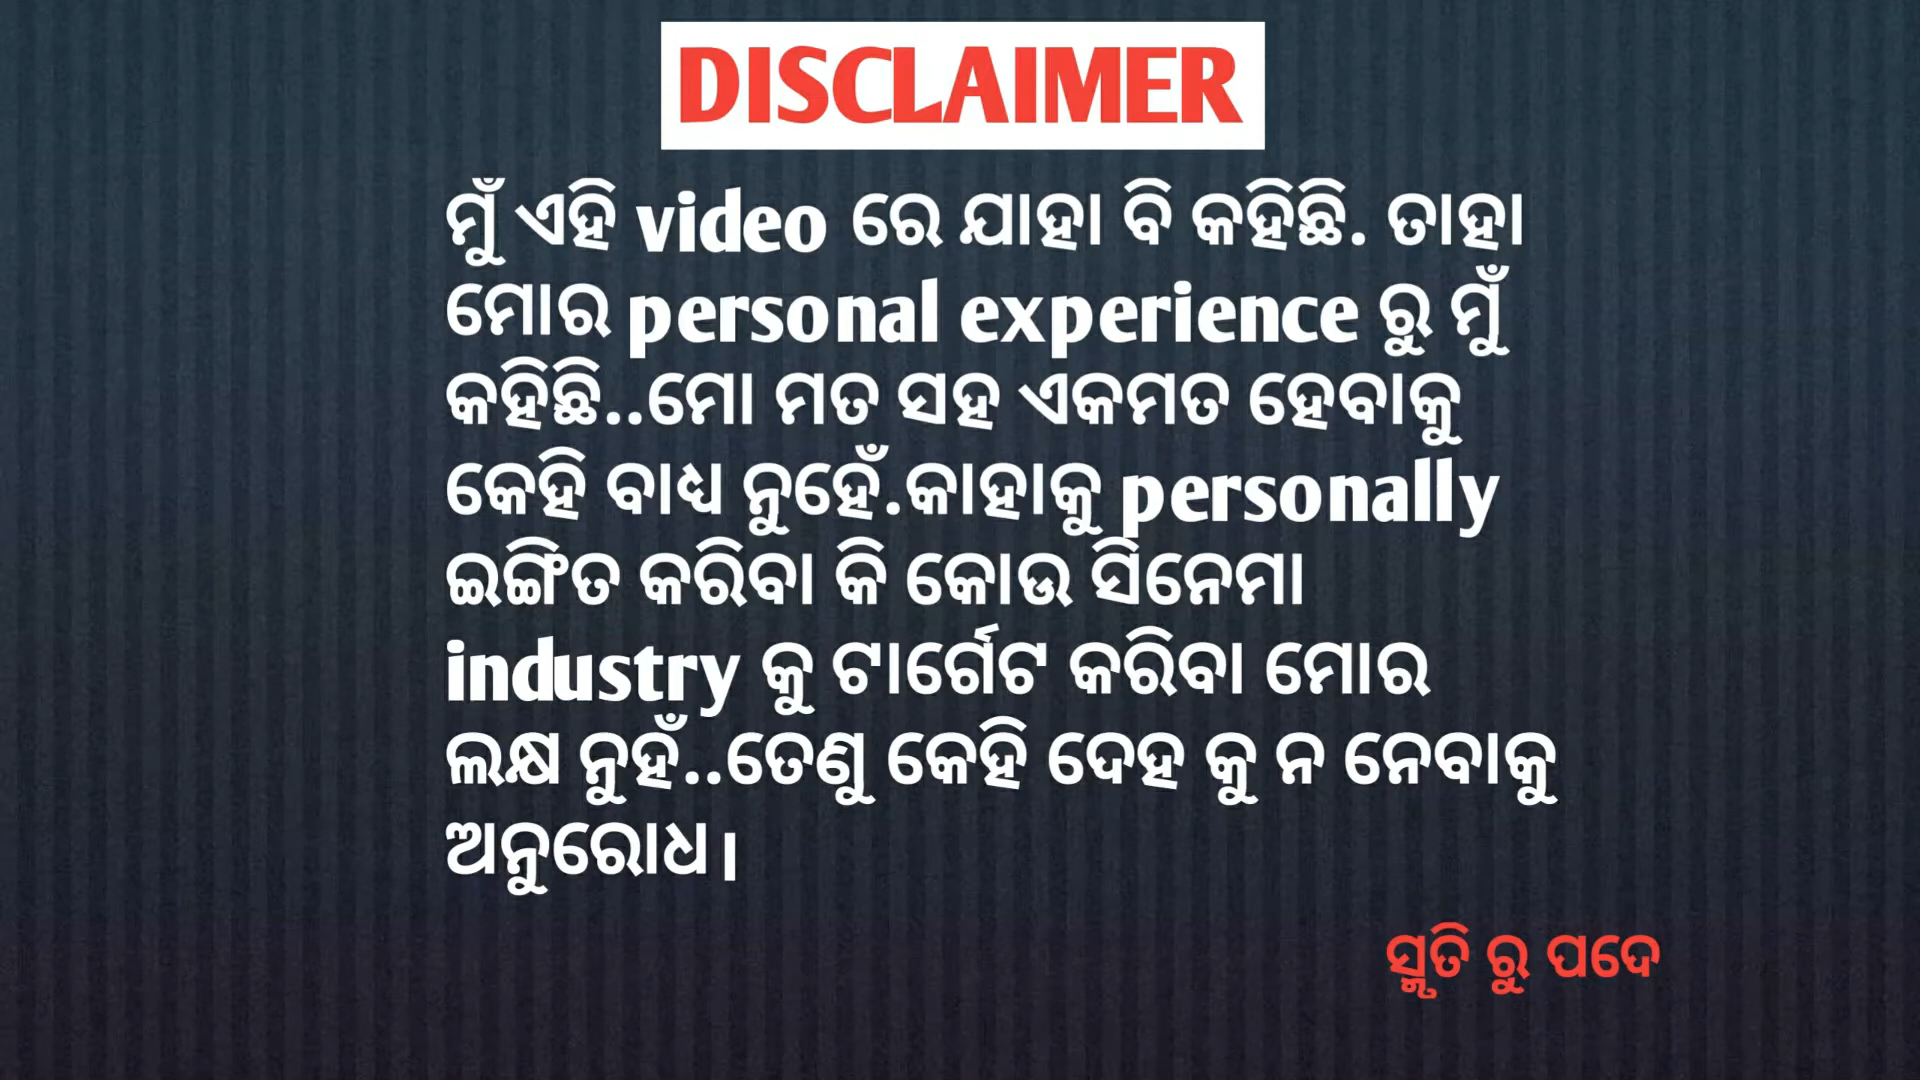 DISCLAIMER
ମୁଁ ଏହି video ରେ ଯାହା ବି କହିଛି. ତାହା
ମୋର personal experience ରୁ ମୁଁ
କହିଛି..ମୋ ମତ ସହ ଏକମତ ହେବାକୁ
କେହି ବାଧ୍ୟ ନୁହେଁ.କାହାକୁ personally
ଇଙ୍ଗିତ କରିବା କି କୋଉ ସିନେମା
industry କୁ ଟାର୍ଗେଟ କରିବା ମୋର
ଲକ୍ଷ ନୁହଁ..ତେଣୁ କେହି ଦେହ କୁ ନ ନେବାକୁ
ଅନୁରୋଧ।
ସ୍ମୃତି ରୁ ପଦେ